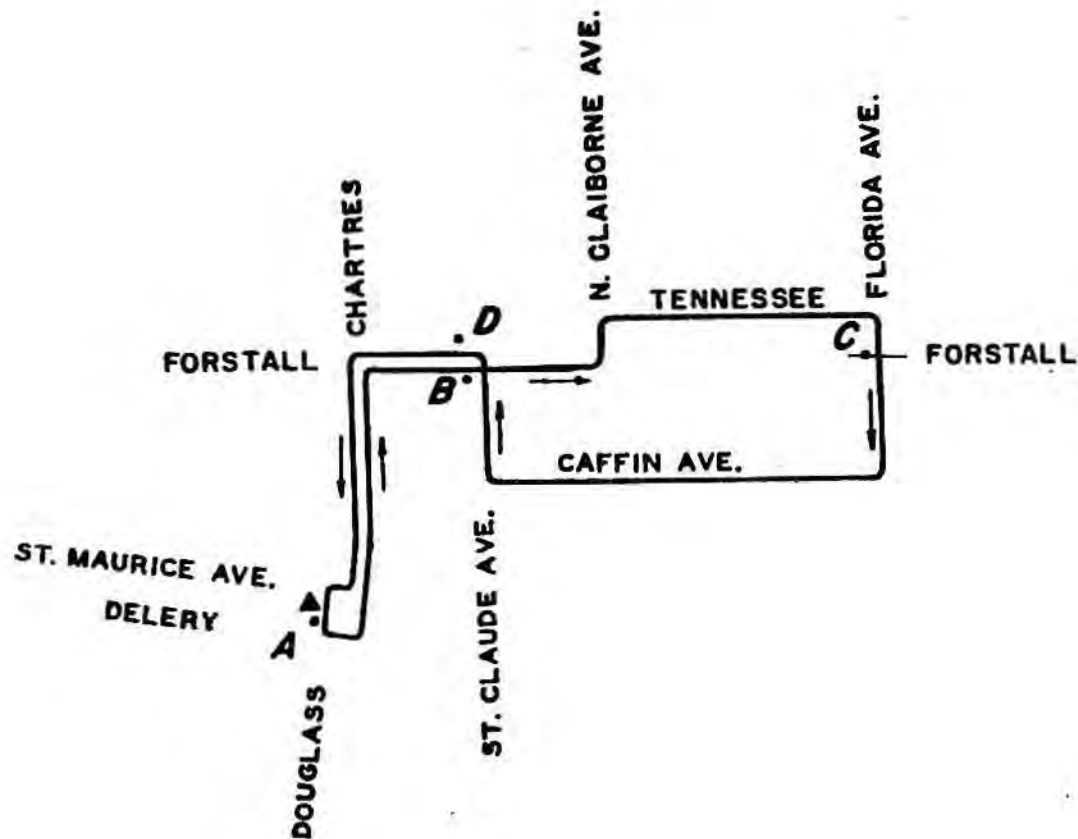 N. CLAIBORNE AVE.
FLORIDA AVE.
CHARTRES
TENNESSEE
D
C
FORSTALL
FORSTALL
B
CAFFIN AVE.
ST. MAURICE AVE.
DELERY
A
ST. CLAUDE AVE.
DOUGLASS